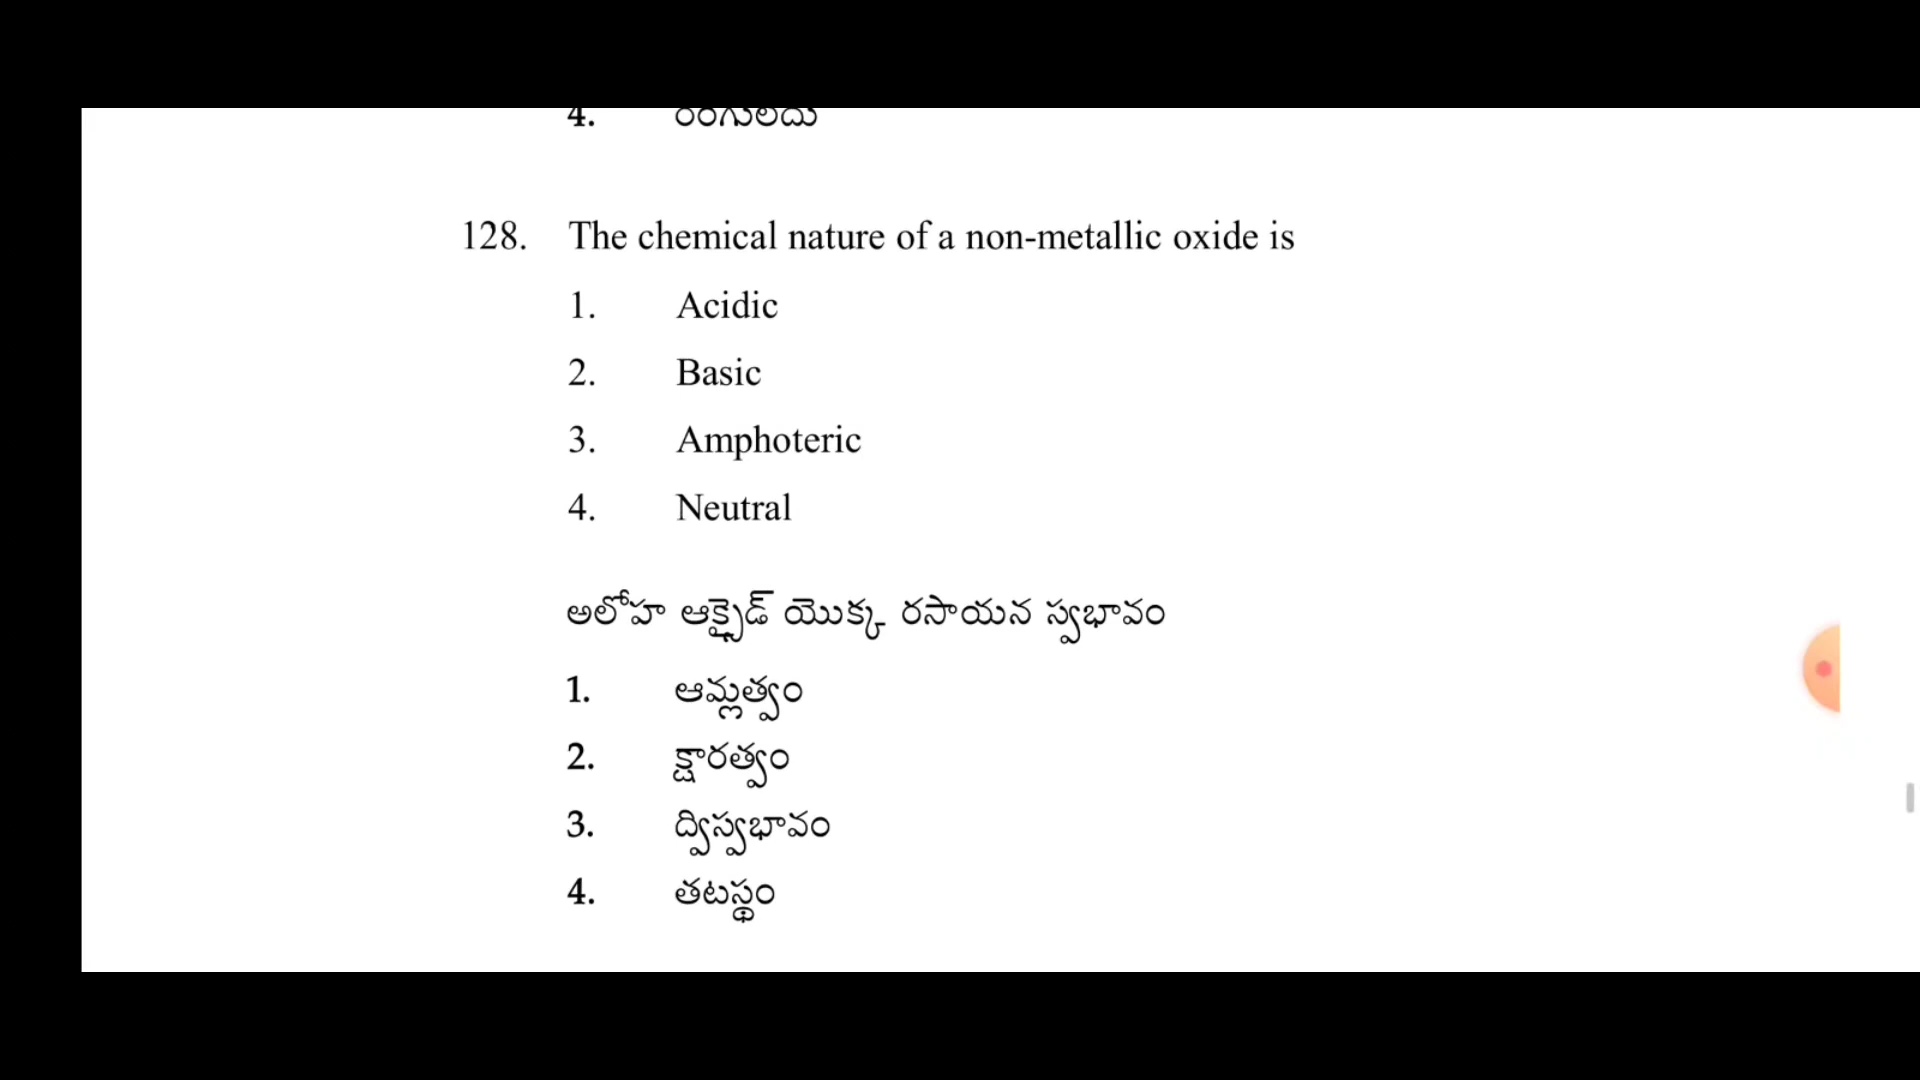 4. రంగులేదు
128. The chemical nature of a non-metallic oxide is
1. Acidic
2. Basic
3. Amphoteric
4. Neutral
అలోహ ఆక్సైడ్ యొక్క రసాయన స్వభావం
1. ఆమ్లత్వం
2. క్షారత్వం
3. ద్విస్వభావం
4. తటస్థం